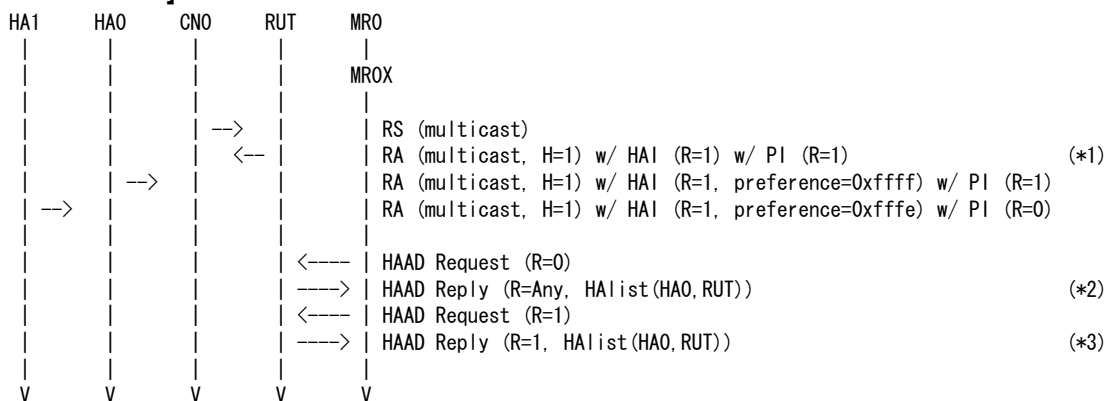 HA1 HA0 CN0 RUT MR0
MR0X
--> RS (multicast)
<-- RA (multicast, H=1) w/ HAI (R=1) w/ PI (R=1) (*1)
--> RA (multicast, H=1) w/ HAI (R=1, preference=0xffff) w/ PI (R=1)
--> RA (multicast, H=1) w/ HAI (R=1, preference=0xfffe) w/ PI (R=0)
<---- HAAD Request (R=0)
----> HAAD Reply (R=Any, HAlist(HA0,RUT)) (*2)
<---- HAAD Request (R=1)
----> HAAD Reply (R=1, HAlist(HA0,RUT)) (*3)
V V V V V